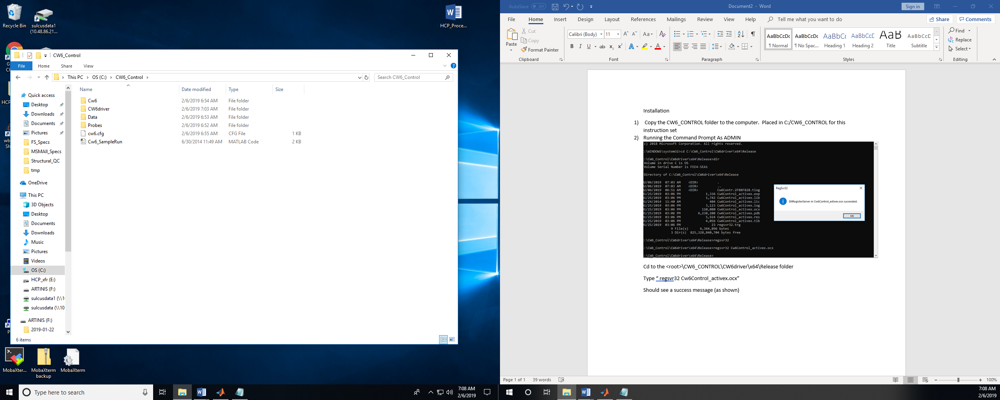 Recycle Bin
sulcusdata1
(10.48.86.21...
HCP_Proce...
CW6_Control
File
Home
Share
View
This PC
OS (C:)
CW6_Control
Search CW6_Control
Name
Date modified
Type
Size
Cw6 2/6/2019 6:54 AM File folder
CW6driver 2/6/2019 7:03 AM File folder
Data 2/6/2019 6:53 AM File folder
Probes 2/6/2019 6:52 AM File folder
cw6.cfg 2/6/2019 6:55 AM CFG File 1 KB
Cw6_SampleRun 6/30/2014 11:49 AM MATLAB Code 2 KB
Quick access
Desktop
Downloads
Documents
Pictures
FS_Specs
MSMAll_Specs
Structural_QC
tmp
OneDrive
This PC
3D Objects
Desktop
Documents
Downloads
Music
Pictures
Videos
OS (C:)
HCP_xfr (E:)
ARTINIS (F:)
sulcusdata1 (\\1
sulcusdata (\\10
ARTINIS (F:)
2019-01-22
6 items
MobaXter...
MobaXterm
backup
MobaXterm
Type here to search
7:08 AM
2/6/2019
AutoSave Off
Document2 - Word
Sign in
File Home Insert Design Layout References Mailings Review View Help Tell me what you want to do
Share Comments
Paste
Cut
Copy
Format Painter
Clipboard
Calibri (Body) 11
Font
Paragraph
AaBbCcDc
¶ Normal
AaBbCcDc
¶ No Spac...
AaBbCc
Heading 1
AaBbCcD
Heading 2
AaB
Title
AaBbCcD
Subtitle
Styles
Find
Replace
Select
Editing
Installation
1) Copy the CW6_CONTROL folder to the computer. Placed in C:/CW6_CONTROL for this
instruction set
2) Running the Command Prompt As ADMIN
c) 2018 Microsoft Corporation. All rights reserved.
:\WINDOWS\system32>cd C:\CW6_Control\CW6driver\x64\Release
:\CW6_Control\CW6driver\x64\Release>dir
Volume in drive C is OS
Volume Serial Number is FEE4-5EA1
Directory of C:\CW6_Control\CW6driver\x64\Release
02/06/2019 07:03 AM <DIR> .
02/06/2019 07:03 AM <DIR> ..
02/06/2019 06:51 AM <DIR> Cw6Contr.2FBBF828.tlog
01/25/2019 03:06 PM 1,336 Cw6Control_activex.exp
01/25/2019 03:06 PM 1,742 Cw6Control_activex.lib
01/24/2014 11:40 AM 404 Cw6Control_activex.lic
01/25/2019 03:06 PM 3,123 Cw6Control_activex.log
01/25/2019 03:06 PM 110,080 Cw6Control_activex.ocx
01/25/2019 03:06 PM 6,238,208 Cw6Control_activex.pdb
01/25/2019 03:06 PM 5,924 Cw6Control_activex.res
01/25/2019 03:06 PM 4,056 Cw6Control_activex.tlb
01/25/2019 03:06 PM 23 regsvr32.trg
9 File(s) 6,364,896 bytes
3 Dir(s) 825,328,840,704 bytes free
:\CW6_Control\CW6driver\x64\Release>regsvr32
:\CW6_Control\CW6driver\x64\Release>regsvr32 Cw6Control_activex.ocx
:\CW6_Control\CW6driver\x64\Release>
RegSvr32
DllRegisterServer in Cw6Control_activex.ocx succeeded.
OK
Cd to the <root>\CW6_CONTROL\CW6driver\x64\Release folder
Type “ regsvr32 Cw6Control_activex.ocx”
Should see a success message (as shown)
Page 1 of 1 39 words
100%
7:08 AM
2/6/2019